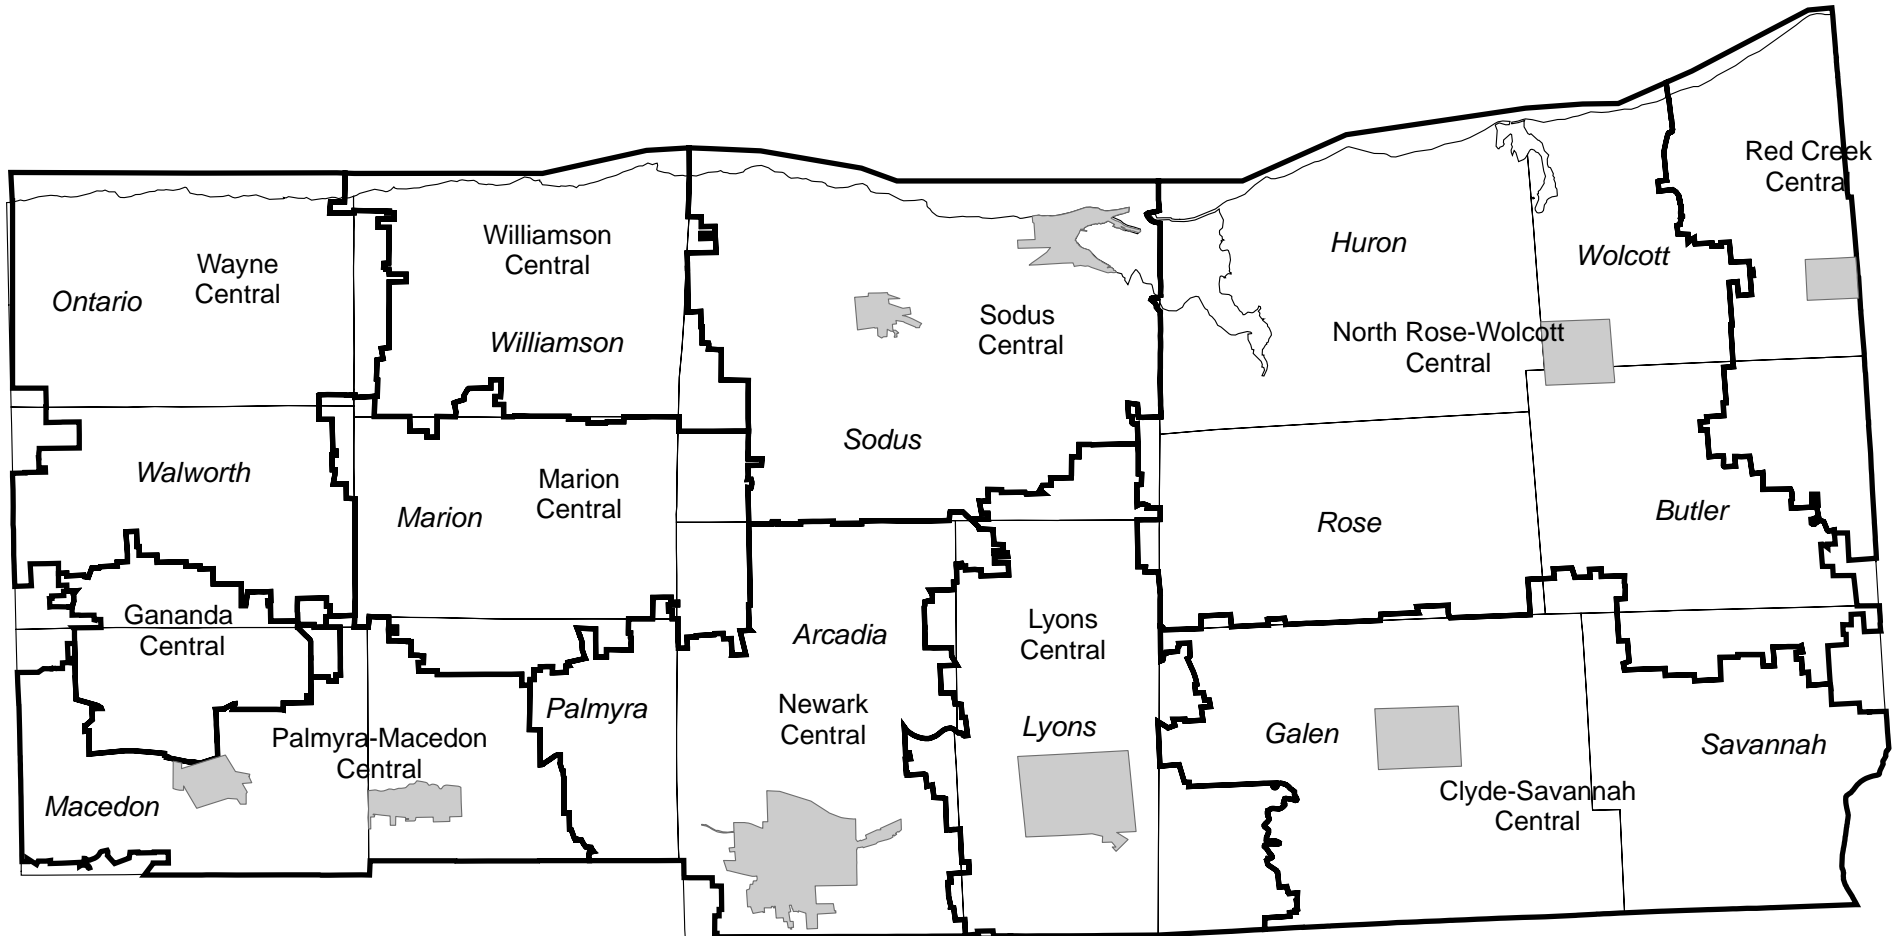 Red Creek
Central
Williamson
Central
Huron
Wolcott
Wayne
Central
Ontario
Sodus
Central
Williamson
North Rose-Wolcott
Central
Sodus
Walworth
Marion
Central
Marion
Rose
Butler
Gananda
Central
Arcadia
Lyons
Central
Palmyra
Newark
Central
Lyons
Galen
Savannah
Palmyra-Macedon
Central
Macedon
Clyde-Savannah
Central